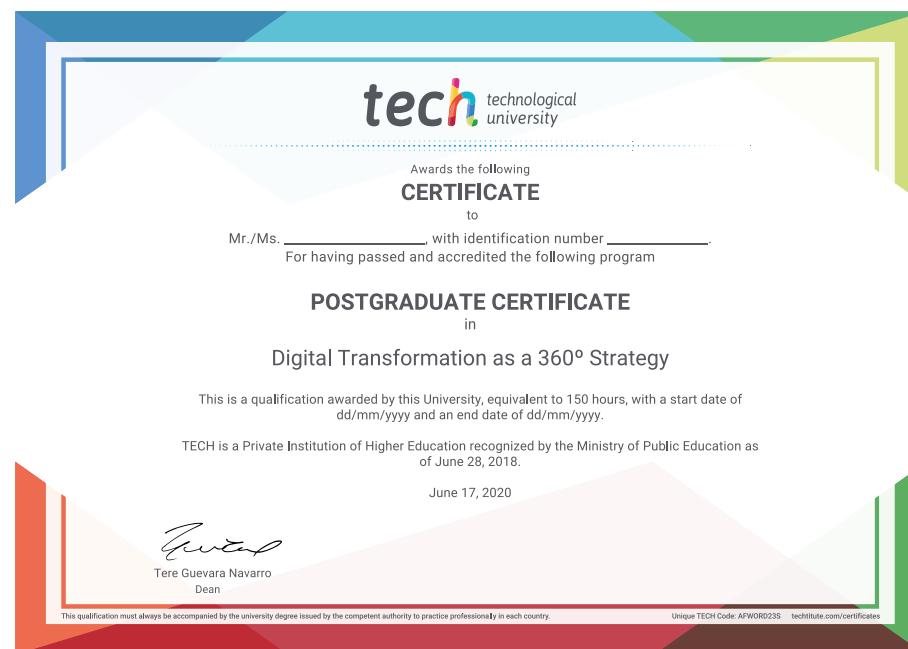 tech technological
university
Awards the following
CERTIFICATE
to
Mr./Ms. ____________________, with identification number ______________.
For having passed and accredited the following program
POSTGRADUATE CERTIFICATE
in
Digital Transformation as a 360º Strategy
This is a qualification awarded by this University, equivalent to 150 hours, with a start date of
dd/mm/yyyy and an end date of dd/mm/yyyy.
TECH is a Private Institution of Higher Education recognized by the Ministry of Public Education as
of June 28, 2018.
June 17, 2020
Tere Guevara Navarro
Dean
This qualification must always be accompanied by the university degree issued by the competent authority to practice professionally in each country.
Unique TECH Code: AFWORD23S techtitute.com/certificates